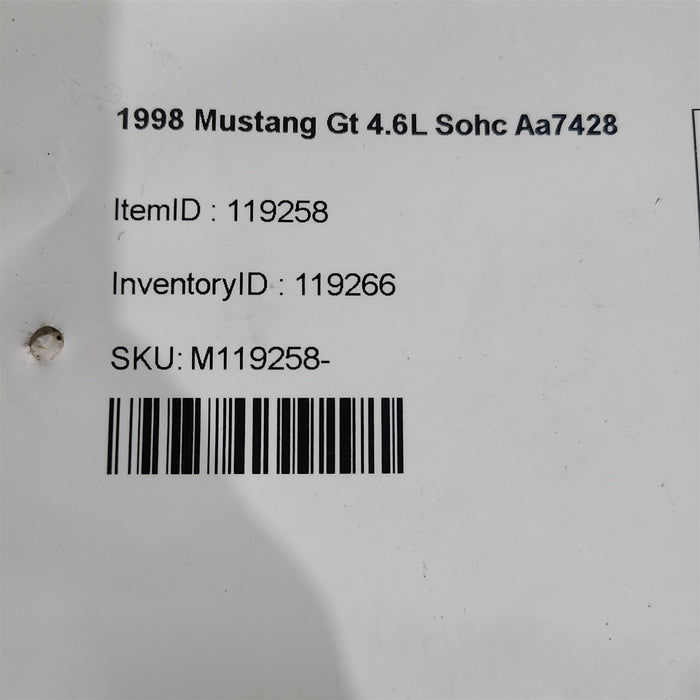 1998 Mustang Gt 4.6L Sohc Aa7428
ItemID : 119258
InventoryID : 119266
SKU: M119258-